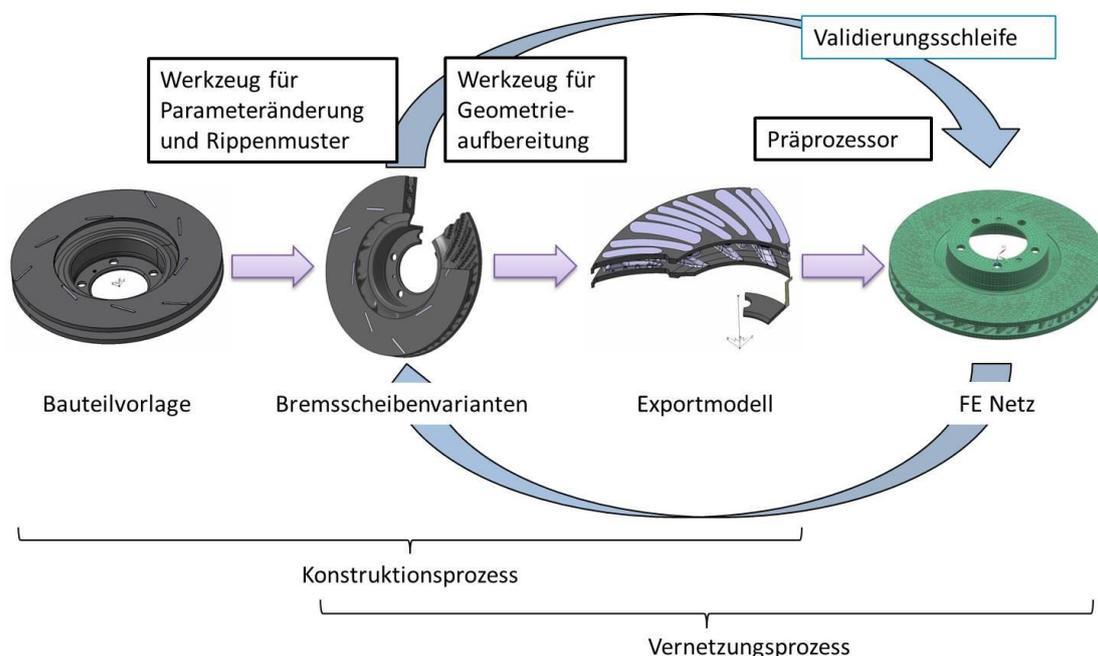 Validierungsschleife
Werkzeug für
Parameteränderung
und Rippenmuster
Werkzeug für
Geometrie-
aufbereitung
Präprozessor
Bauteilvorlage
Bremsscheibenvarianten
Exportmodell
FE Netz
Konstruktionsprozess
Vernetzungsprozess